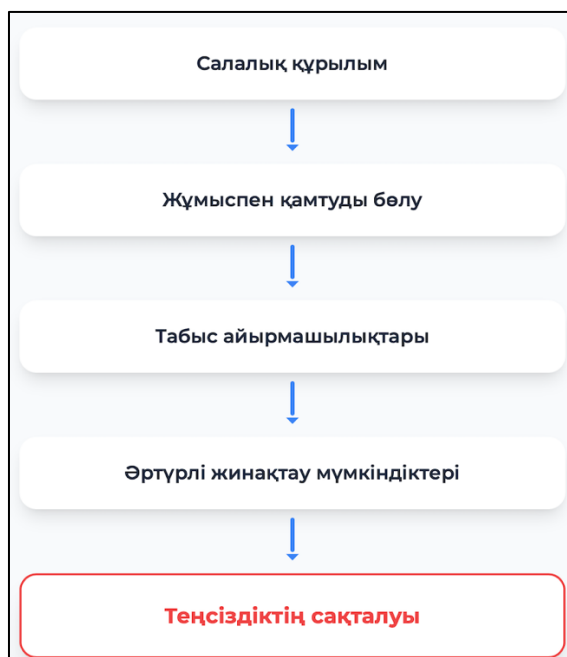 Салалық құрылым
Жұмыспен қамтуды бөлу
Табыс айырмашылықтары
Әртүрлі жинақтау мүмкіндіктері
Теңсіздіктің сақталуы